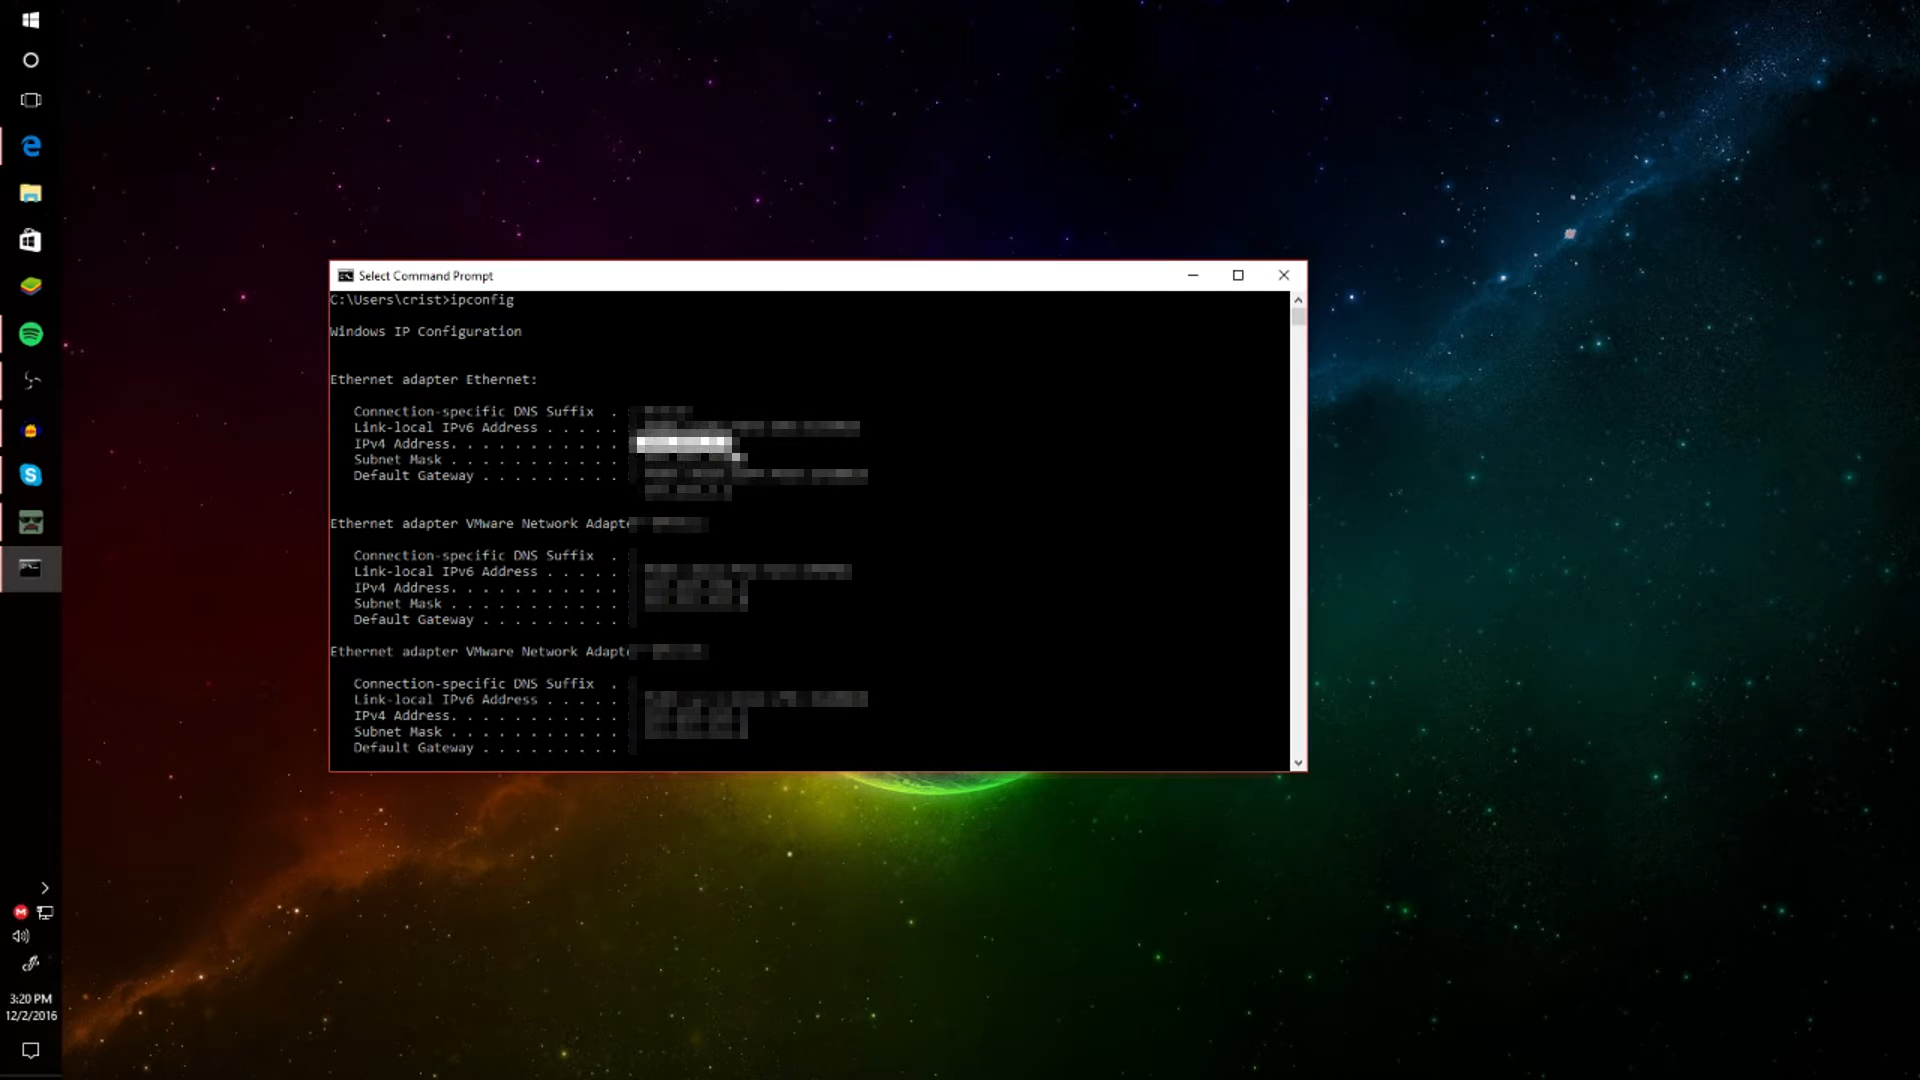 Select Command Prompt
C:\Users\crist>ipconfig
Windows IP Configuration
Ethernet adapter Ethernet:
Connection-specific DNS Suffix .
Link-local IPv6 Address . . . . .
IPv4 Address. . . . . . . . . . .
Subnet Mask . . . . . . . . . . .
Default Gateway . . . . . . . . .
Ethernet adapter VMware Network Adapte
Connection-specific DNS Suffix .
Link-local IPv6 Address . . . . .
IPv4 Address. . . . . . . . . . .
Subnet Mask . . . . . . . . . . .
Default Gateway . . . . . . . . .
Ethernet adapter VMware Network Adapte
Connection-specific DNS Suffix .
Link-local IPv6 Address . . . . .
IPv4 Address. . . . . . . . . . .
Subnet Mask . . . . . . . . . . .
Default Gateway . . . . . . . . .
3:20 PM
12/2/2016